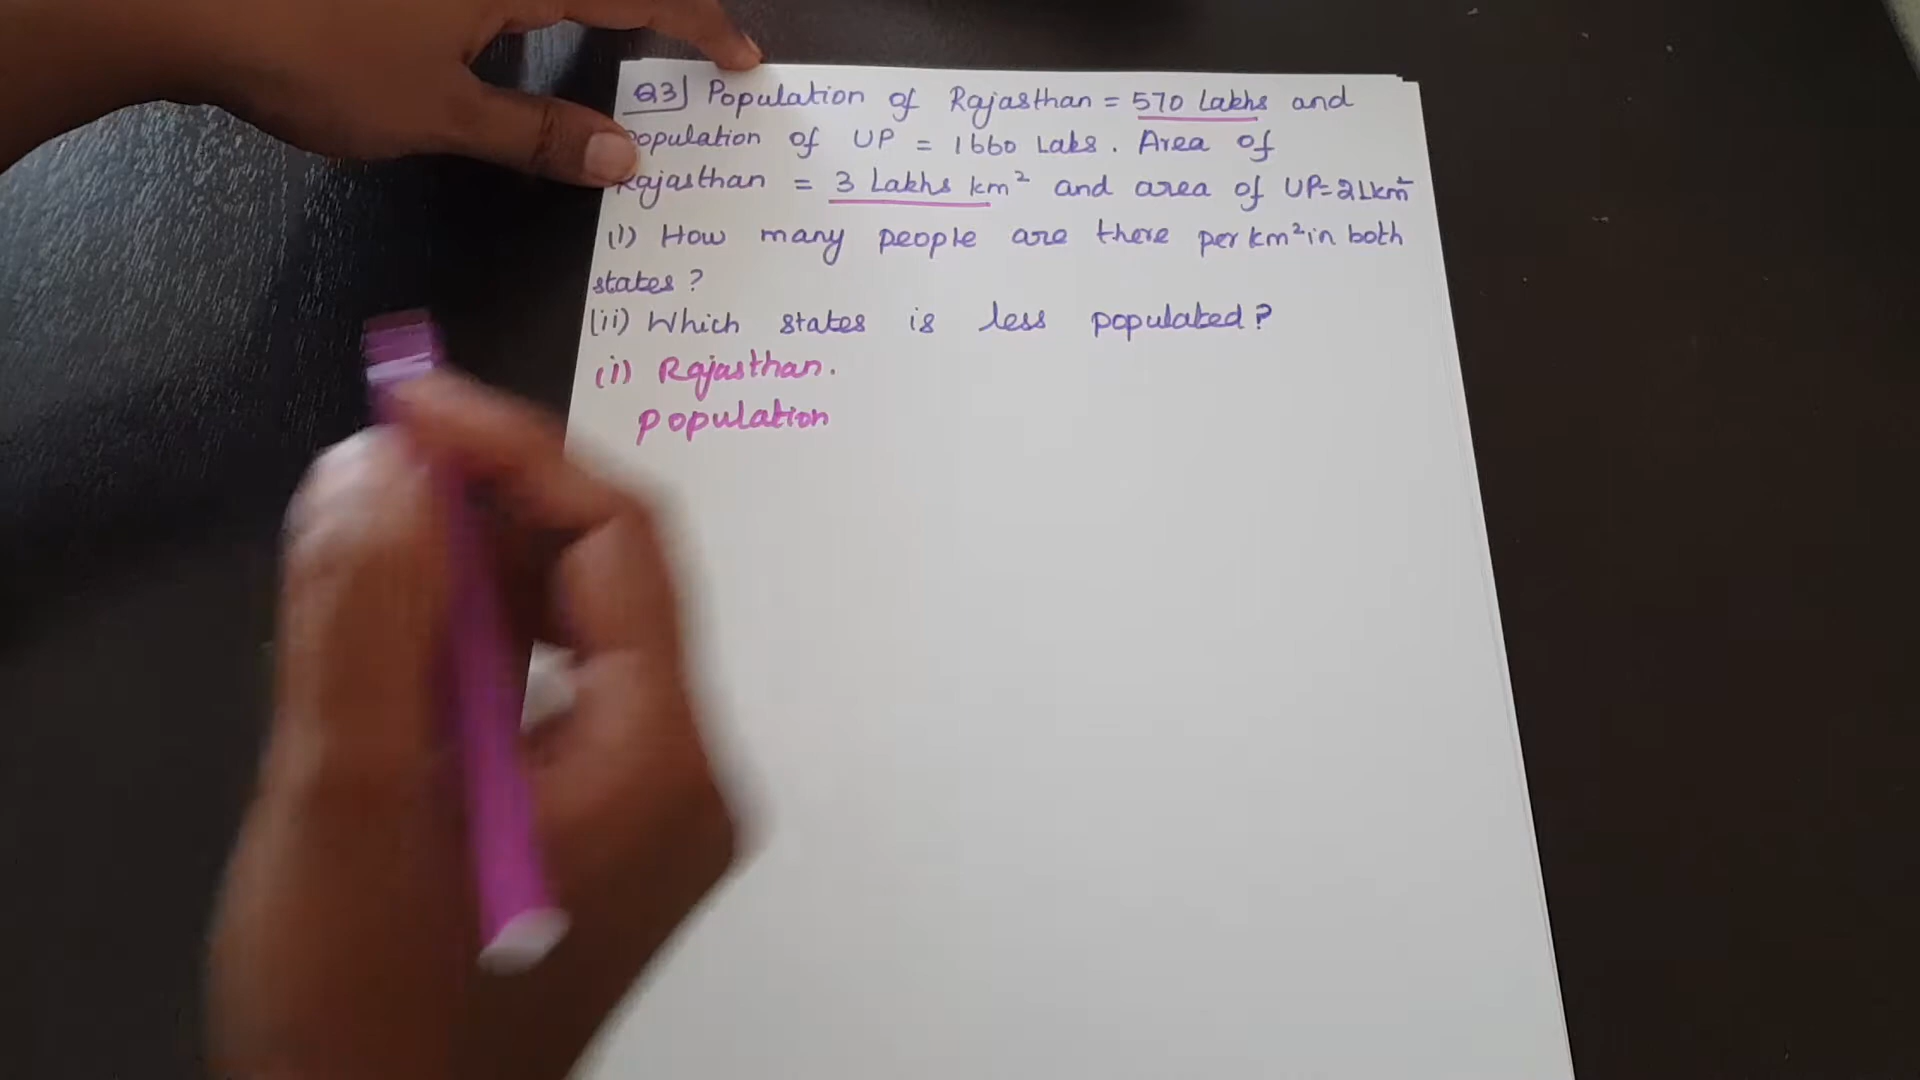 Q3) Population of Rajasthan = 570 Lakhs and
Population of UP = 1660 Laks. Area of
Rajasthan = 3 Lakhs km² and area of UP=2Lkm²
(i) How many people are there per km² in both
states?
(ii) Which states is less populated?
(i) Rajasthan.
Population